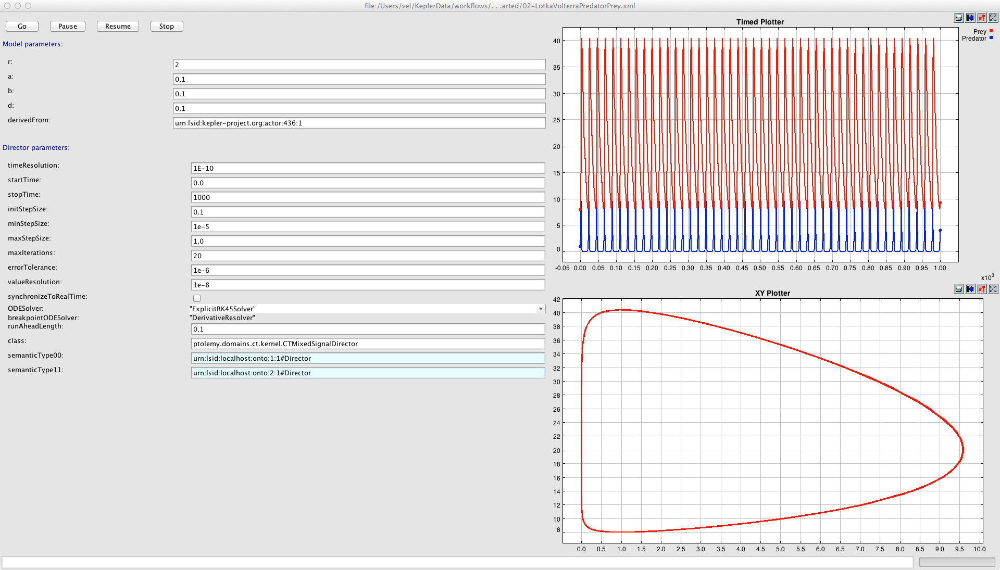 file:/Users/vel/KeplerData/workflows/. . .arted/02-LotkaVolterraPredatorPrey.xml
Go Pause Resume Stop
Model parameters:
r: 2
a: 0.1
b: 0.1
d: 0.1
derivedFrom: urn:lsid:kepler-project.org:actor:436:1
Director parameters:
timeResolution: 1E-10
startTime: 0.0
stopTime: 1000
initStepSize: 0.1
minStepSize: 1e-5
maxStepSize: 1.0
maxIterations: 20
errorTolerance: 1e-6
valueResolution: 1e-8
synchronizeToRealTime:
ODESolver: "ExplicitRK45Solver"
breakpointODESolver: "DerivativeResolver"
runAheadLength: 0.1
class: ptolemy.domains.ct.kernel.CTMixedSignalDirector
semanticType00: urn:lsid:localhost:onto:1:1#Director
semanticType11: urn:lsid:localhost:onto:2:1#Director
Timed Plotter
Prey
Predator
40
35
30
25
20
15
10
5
0
-0.05 0.00 0.05 0.10 0.15 0.20 0.25 0.30 0.35 0.40 0.45 0.50 0.55 0.60 0.65 0.70 0.75 0.80 0.85 0.90 0.95 1.00
x10³
XY Plotter
42
40
38
36
34
32
30
28
26
24
22
20
18
16
14
12
10
8
0.0 0.5 1.0 1.5 2.0 2.5 3.0 3.5 4.0 4.5 5.0 5.5 6.0 6.5 7.0 7.5 8.0 8.5 9.0 9.5 10.0